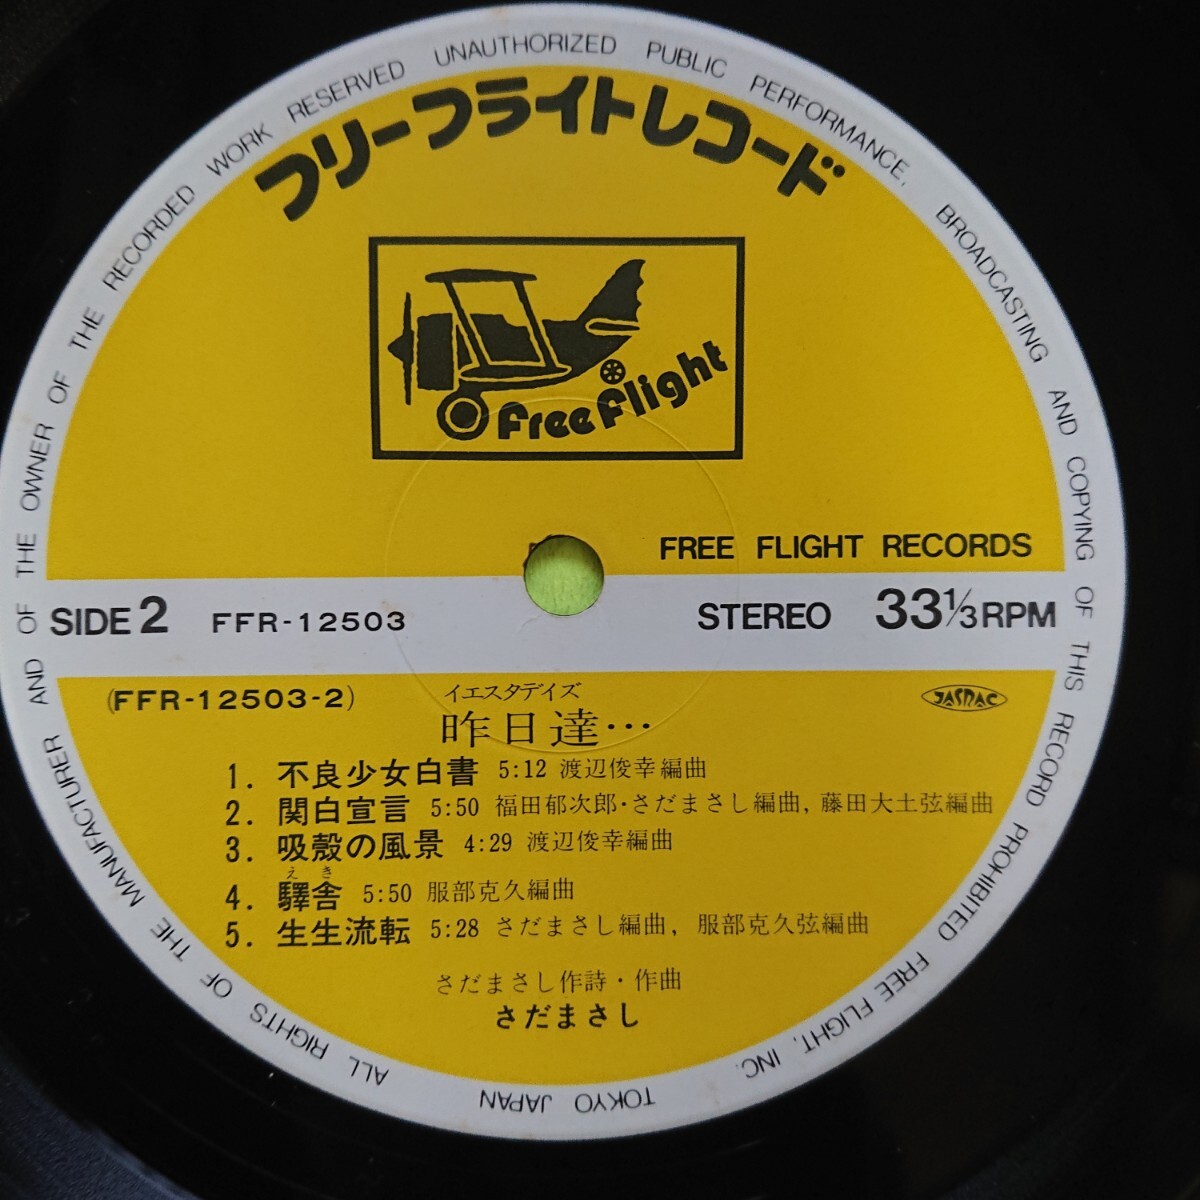 ALL RIGHTS OF THE MANUFACTURER AND OF THE OWNER OF THE RECORDED WORK RESERVED UNAUTHORIZED PUBLIC PERFORMANCE, BROADCASTING AND COPYING OF THIS RECORD PROHIBITED FREE FLIGHT, INC. TOKYO JAPAN
フリーフライトレコード
free flight
FREE FLIGHT RECORDS
SIDE 2 FFR-12503 STEREO 33⅓ RPM
(FFR-12503-2)
イエスタデイズ
昨日達…
JASRAC
1. 不良少女白書 5:12 渡辺俊幸編曲
2. 関白宣言 5:50 福田郁次郎・さだまさし編曲, 藤田大土弦編曲
3. 吸殻の風景 4:29 渡辺俊幸編曲
えき
4. 驛舎 5:50 服部克久編曲
5. 生生流転 5:28 さだまさし編曲, 服部克久弦編曲
さだまさし作詩・作曲
さだまさし